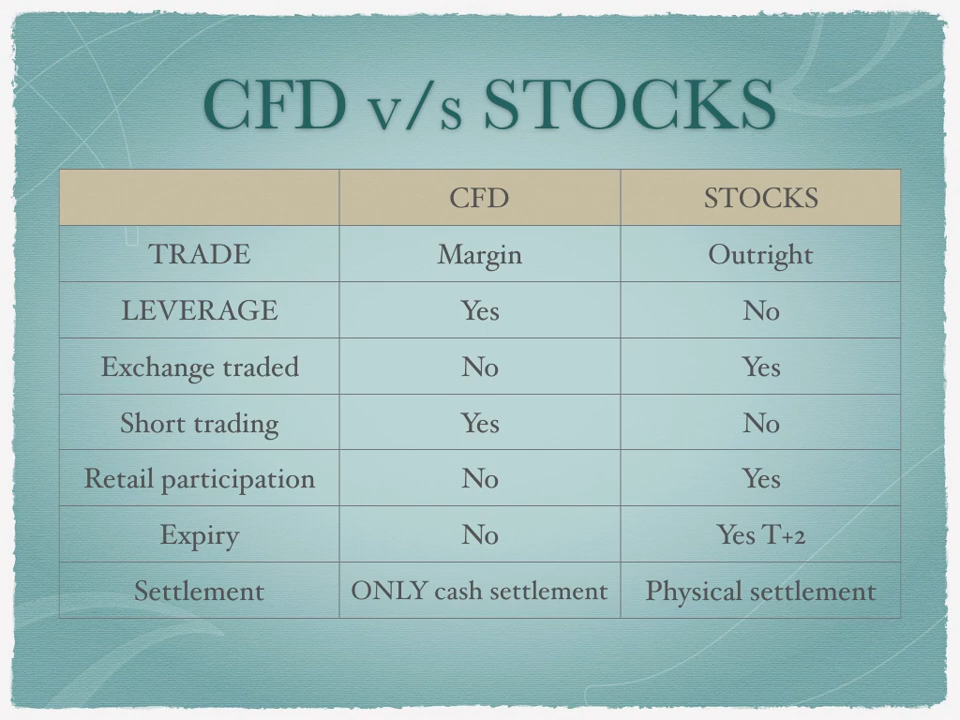 CFD v/s STOCKS
CFD STOCKS
TRADE Margin Outright
LEVERAGE Yes No
Exchange traded No Yes
Short trading Yes No
Retail participation No Yes
Expiry No Yes T+2
Settlement ONLY cash settlement Physical settlement